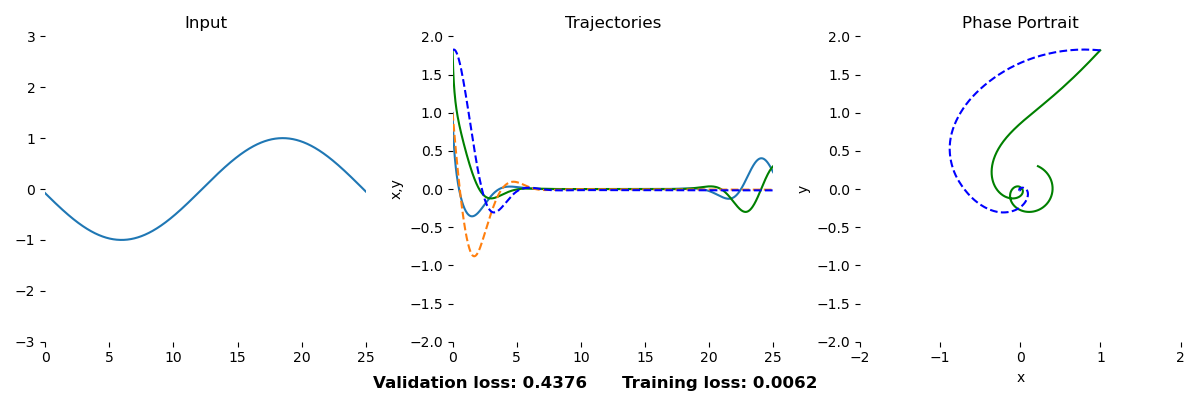 Input
3
2
1
0
−1
−2
−3
0 5 10 15 20 25
Trajectories
x,y
2.0
1.5
1.0
0.5
0.0
−0.5
−1.0
−1.5
−2.0
0 5 10 15 20 25
Phase Portrait
y
2.0
1.5
1.0
0.5
0.0
−0.5
−1.0
−1.5
−2.0
−2 −1 0 1 2
x
Validation loss: 0.4376 Training loss: 0.0062